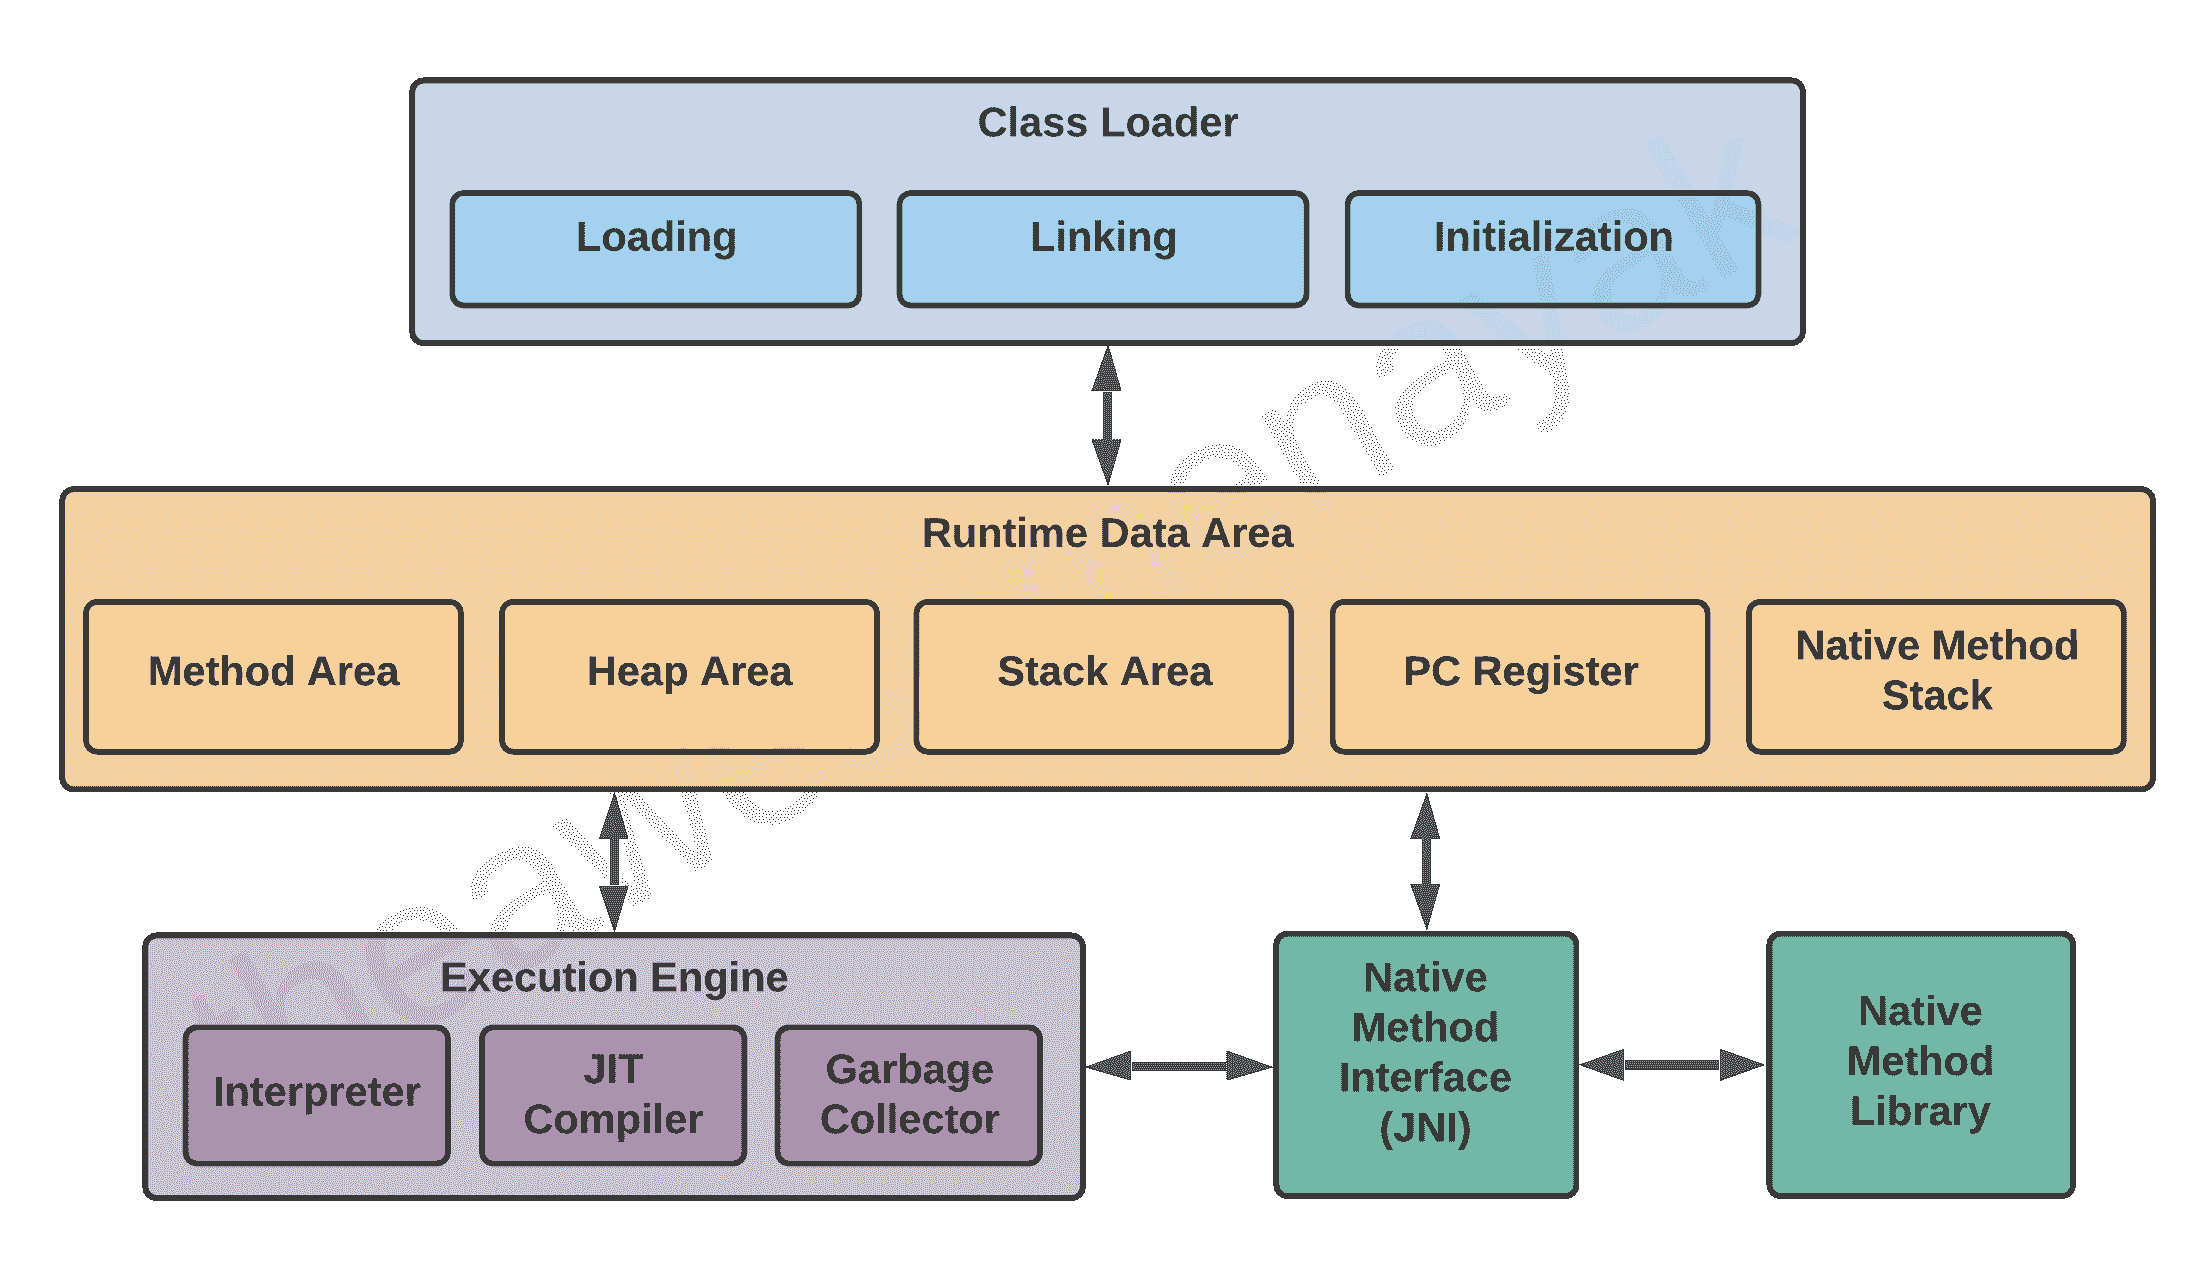 Class Loader
Loading
Linking
Initialization
Runtime Data Area
Method Area
Heap Area
Stack Area
PC Register
Native Method
Stack
Execution Engine
Interpreter
JIT
Compiler
Garbage
Collector
Native
Method
Interface
(JNI)
Native
Method
Library